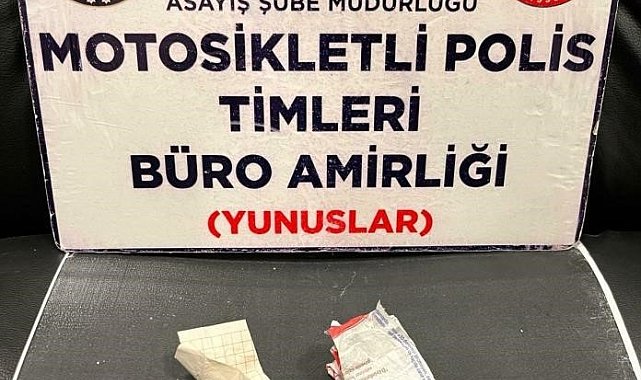 ASAYİŞ ŞUBE MÜDÜRLÜĞÜ
MOTOSİKLETLİ POLİS
TİMLERİ
BÜRO AMİRLİĞİ
(YUNUSLAR)